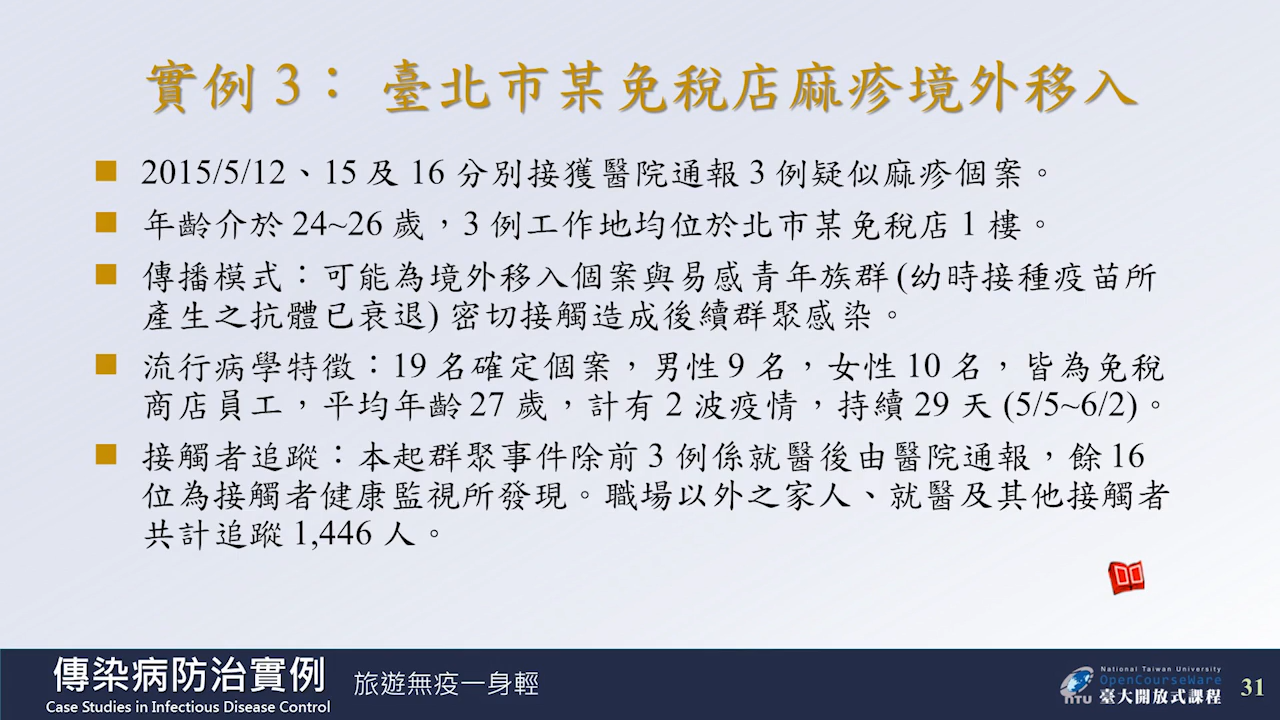 實例 3： 臺北市某免稅店麻疹境外移入
2015/5/12、15 及 16 分別接獲醫院通報 3 例疑似麻疹個案。
年齡介於 24~26 歲，3 例工作地均位於北市某免稅店 1 樓。
傳播模式：可能為境外移入個案與易感青年族群 (幼時接種疫苗所
產生之抗體已衰退) 密切接觸造成後續群聚感染。
流行病學特徵：19 名確定個案，男性 9 名，女性 10 名，皆為免稅
商店員工，平均年齡 27 歲，計有 2 波疫情，持續 29 天 (5/5~6/2)。
接觸者追蹤：本起群聚事件除前 3 例係就醫後由醫院通報，餘 16
位為接觸者健康監視所發現。職場以外之家人、就醫及其他接觸者
共計追蹤 1,446 人。
傳染病防治實例 旅遊無疫一身輕
Case Studies in Infectious Disease Control
National Taiwan University
OpenCourseWare
NTU 臺大開放式課程
31